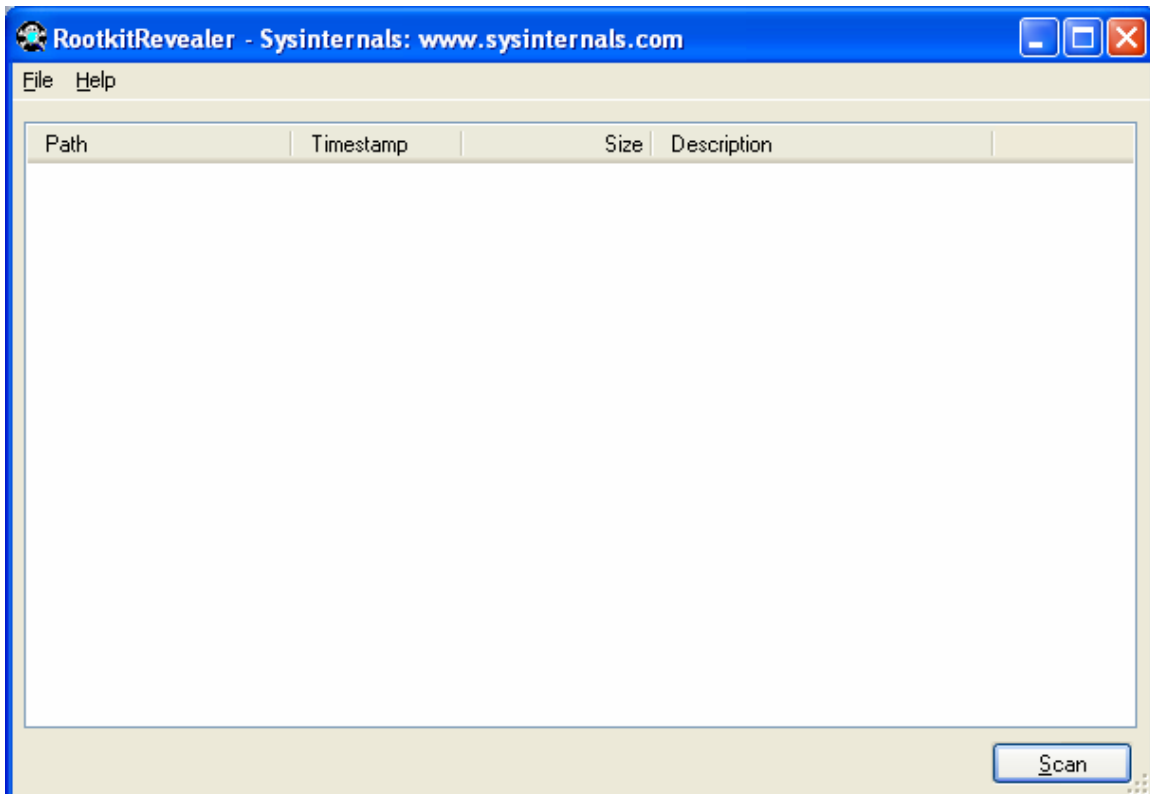 RootkitRevealer - Sysinternals: www.sysinternals.com
File Help
Path Timestamp Size Description
Scan